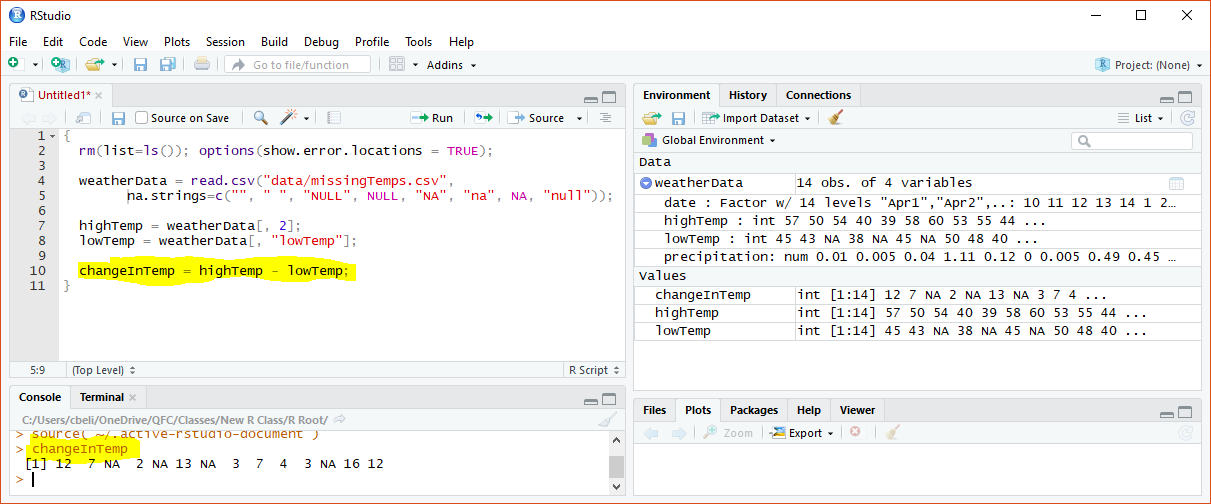 RStudio
File Edit Code View Plots Session Build Debug Profile Tools Help
Go to file/function Addins Project: (None)
Untitled1*
Source on Save Run Source
1 {
2 rm(list=ls()); options(show.error.locations = TRUE);
3
4 weatherData = read.csv("data/missingTemps.csv",
5 na.strings=c("", " ", "NULL", NULL, "NA", "na", NA, "null"));
6
7 highTemp = weatherData[, 2];
8 lowTemp = weatherData[, "lowTemp"];
9
10 changeInTemp = highTemp - lowTemp;
11 }
5:9 (Top Level) R Script
Console Terminal
C:/Users/cbeli/OneDrive/QFC/Classes/New R Class/R Root/
> source( ~/.active-rstudio-document )
> changeInTemp
[1] 12 7 NA 2 NA 13 NA 3 7 4 3 NA 16 12
>
Environment History Connections
Import Dataset List
Global Environment
Data
weatherData 14 obs. of 4 variables
date : Factor w/ 14 levels "Apr1","Apr2",..: 10 11 12 13 14 1 2…
highTemp : int 57 50 54 40 39 58 60 53 55 44 ...
lowTemp : int 45 43 NA 38 NA 45 NA 50 48 40 ...
precipitation: num 0.01 0.005 0.04 1.11 0.12 0 0.005 0.49 0.45 …
Values
changeInTemp int [1:14] 12 7 NA 2 NA 13 NA 3 7 4 ...
highTemp int [1:14] 57 50 54 40 39 58 60 53 55 44 ...
lowTemp int [1:14] 45 43 NA 38 NA 45 NA 50 48 40 ...
Files Plots Packages Help Viewer
Zoom Export